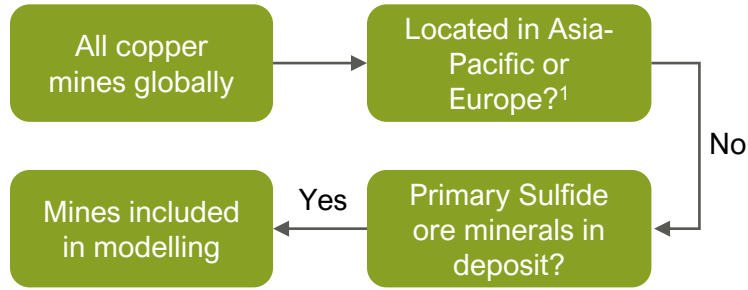 All copper
mines globally
Located in Asia-
Pacific or
Europe?¹
No
Primary Sulfide
ore minerals in
deposit?
Yes
Mines included
in modelling